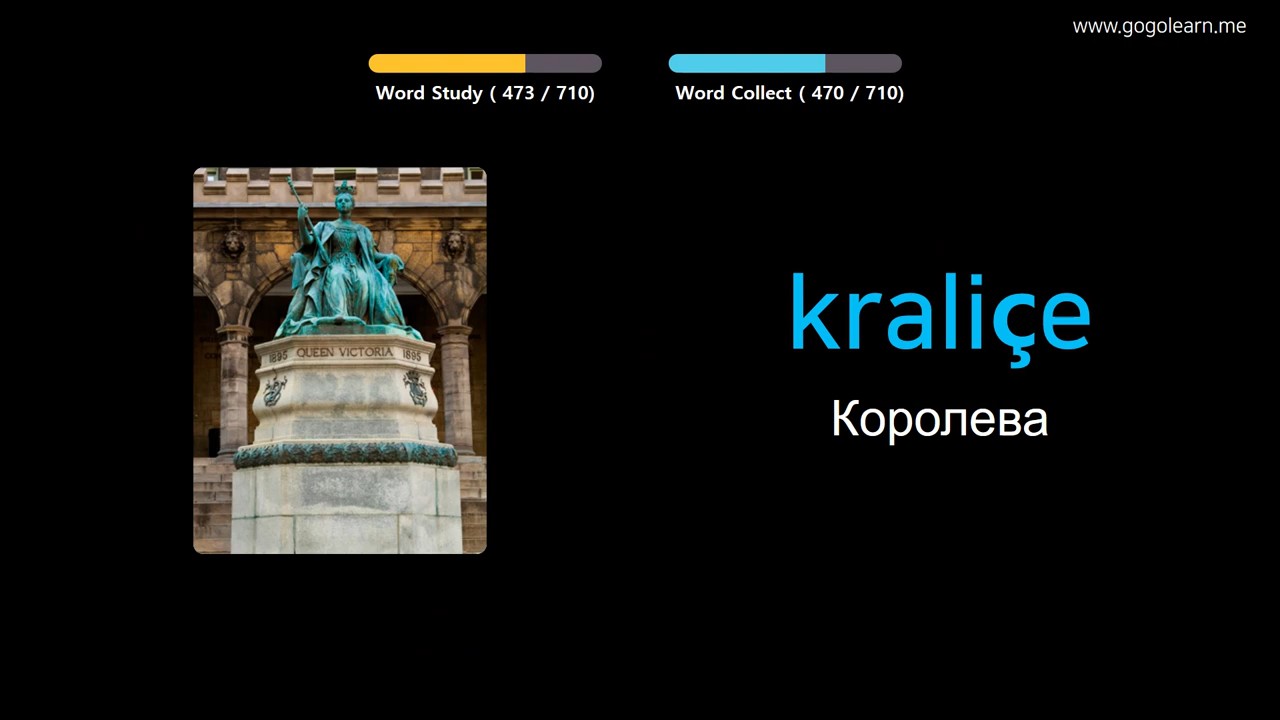 www.gogolearn.me
Word Study ( 473 / 710)
Word Collect ( 470 / 710)
1895 QUEEN VICTORIA 1895
kraliçe
Королева